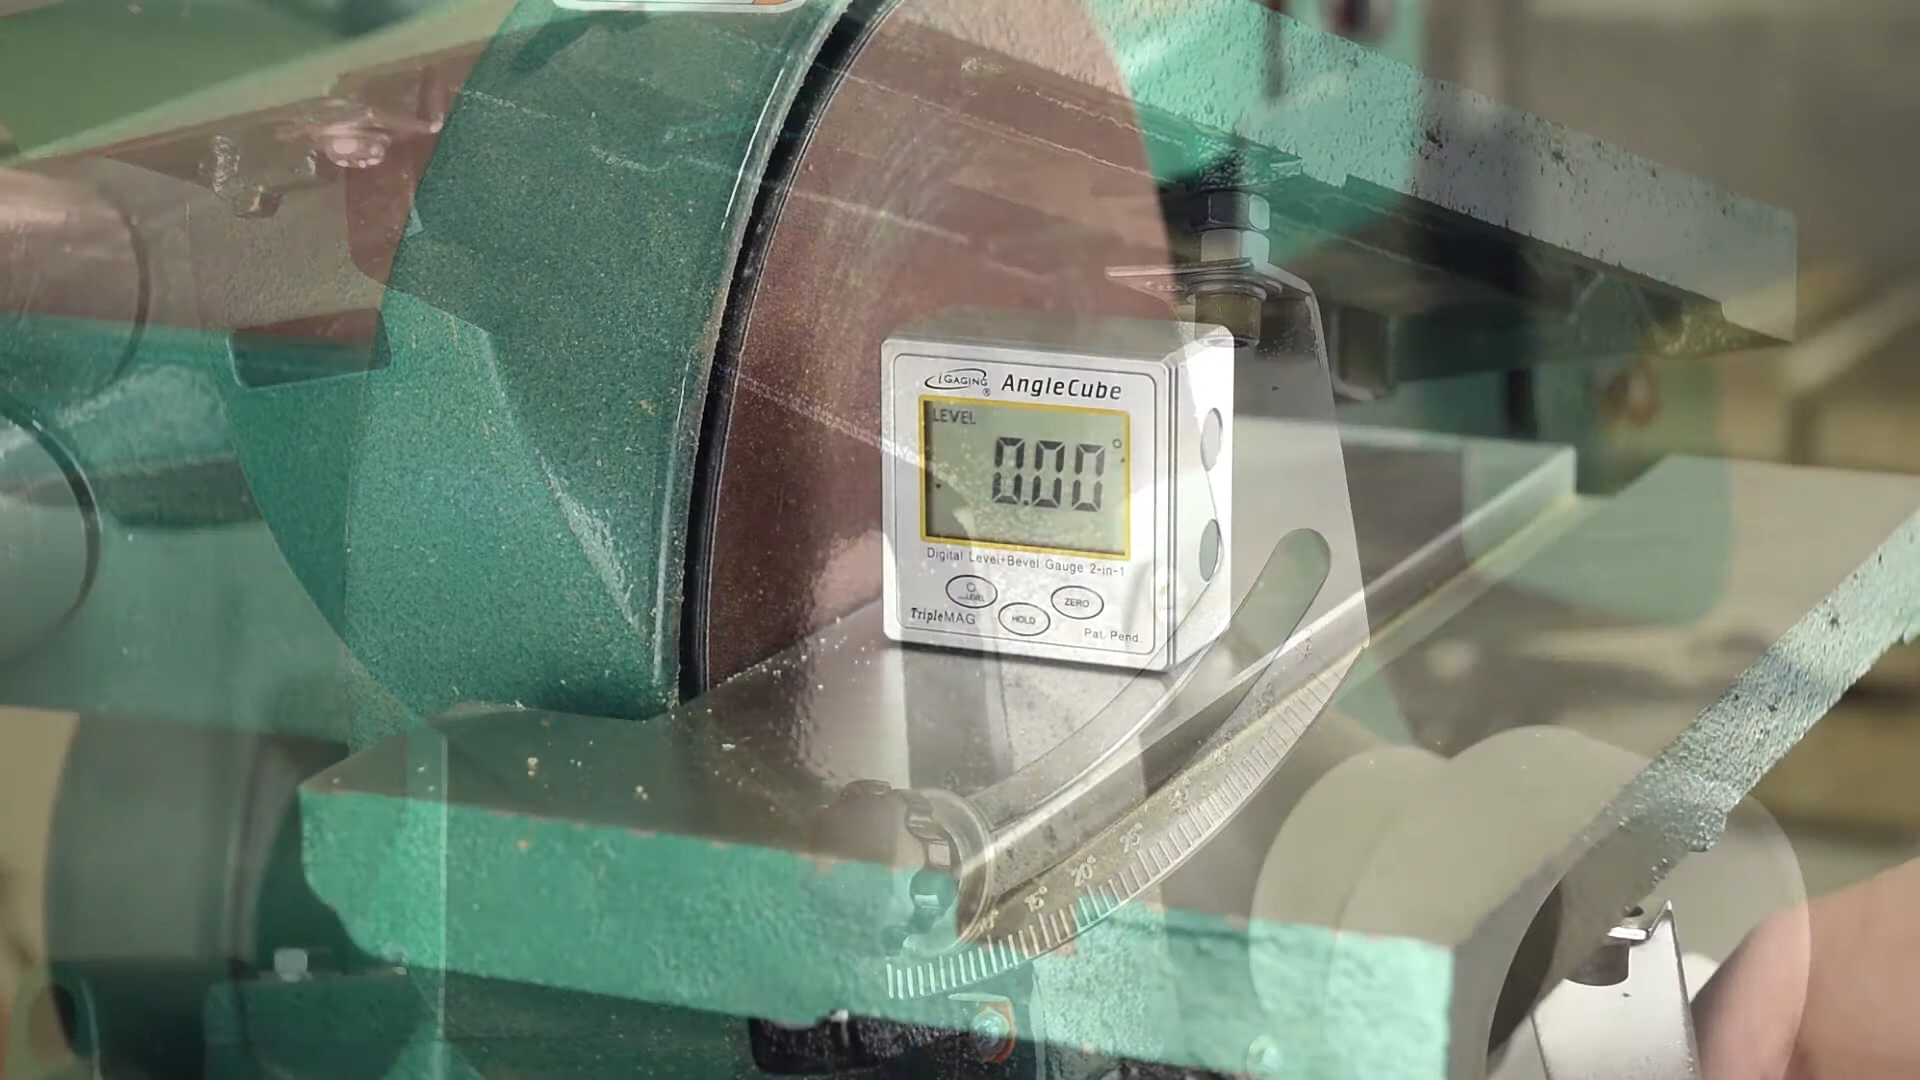 iGAGING® AngleCube
LEVEL
0.00°
Digital Level+Bevel Gauge 2-in-1
LEVEL
ZERO
HOLD
TripleMAG
Pat. Pend.
25°
20°
15°